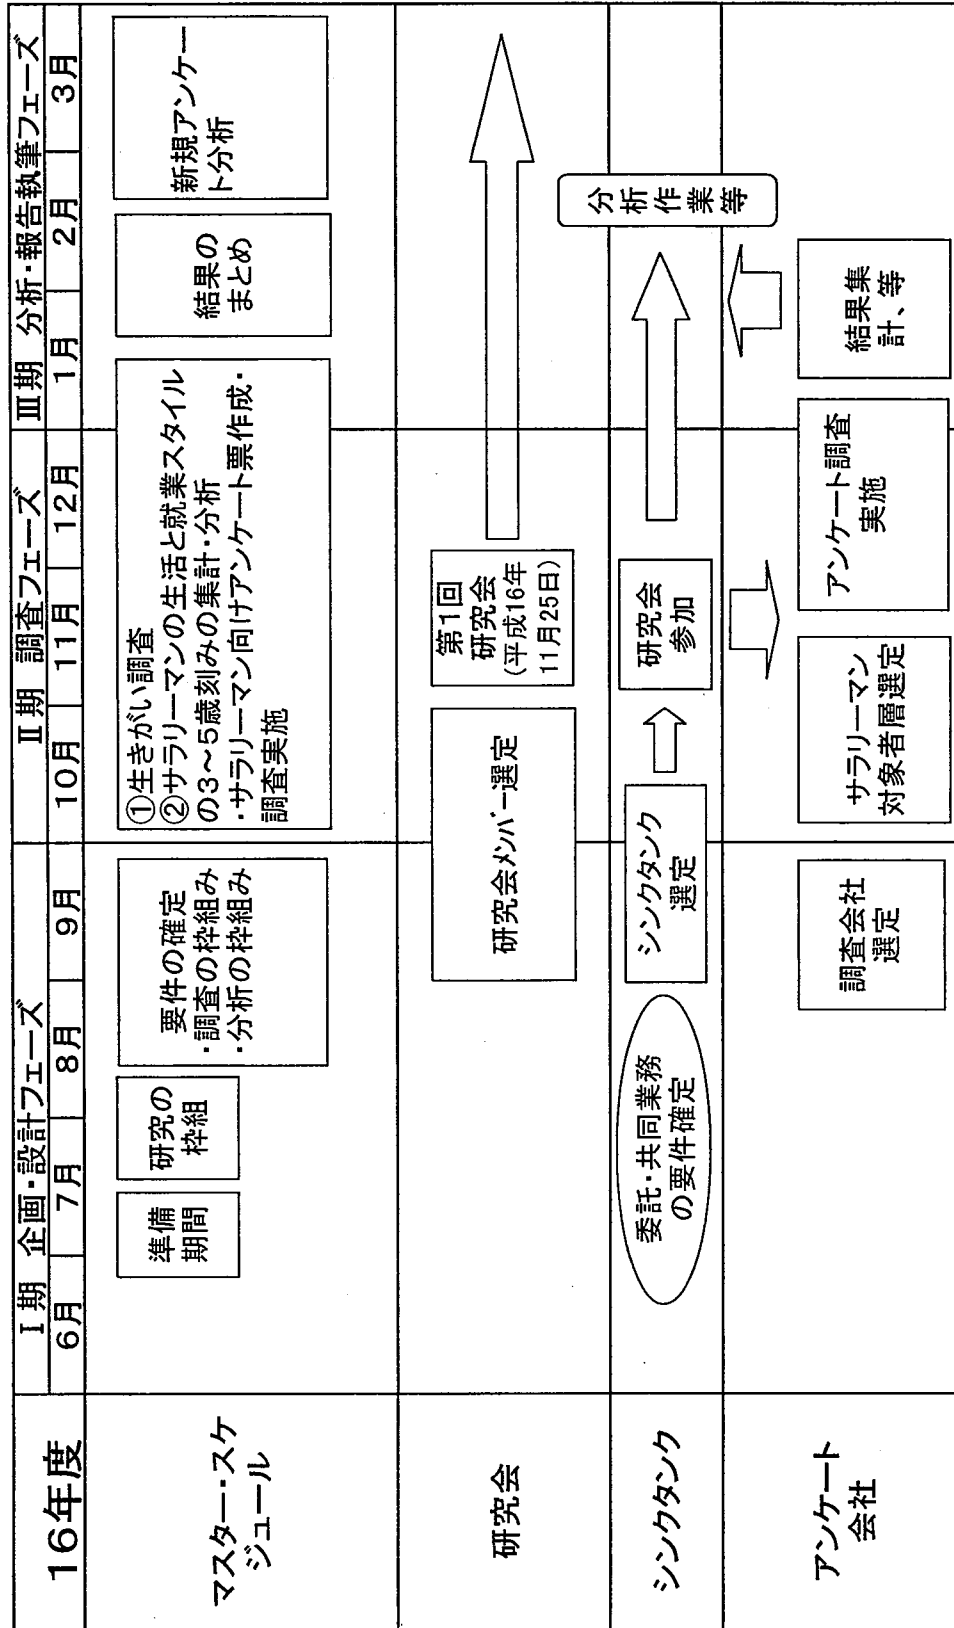 16年度
Ⅰ期 企画・設計フェーズ
Ⅱ期 調査フェーズ
Ⅲ期 分析・報告執筆フェーズ
6月
7月
8月
9月
10月
11月
12月
1月
2月
3月
マスター・スケ
ジュール
準備
期間
研究の
枠組
要件の確定
・調査の枠組み
・分析の枠組み
①生きがい調査
②サラリーマンの生活と就業スタイル
の3～5歳刻みの集計・分析
・サラリーマン向けアンケート票作成・
調査実施
結果の
まとめ
新規アンケー
ト分析
研究会
研究会メンバー選定
第1回
研究会
(平成16年
11月25日)
シンクタンク
委託・共同業務
の要件確定
シンクタンク
選定
研究会
参加
分析作業等
アンケート
会社
調査会社
選定
サラリーマン
対象者層選定
アンケート調査
実施
結果集
計、等